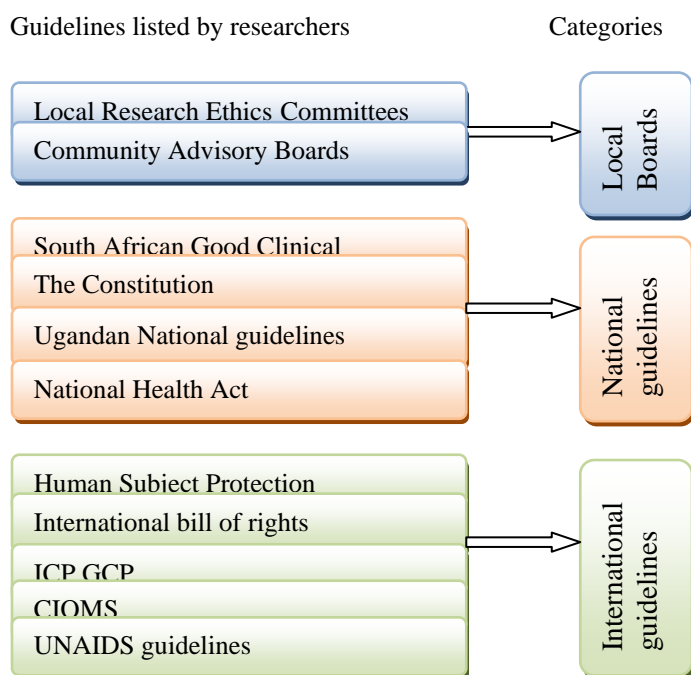 Guidelines listed by researchers
Categories
Local Research Ethics Committees
Community Advisory Boards
Local
Boards
South African Good Clinical
The Constitution
Ugandan National guidelines
National Health Act
National
guidelines
Human Subject Protection
International bill of rights
ICP GCP
CIOMS
UNAIDS guidelines
International
guidelines